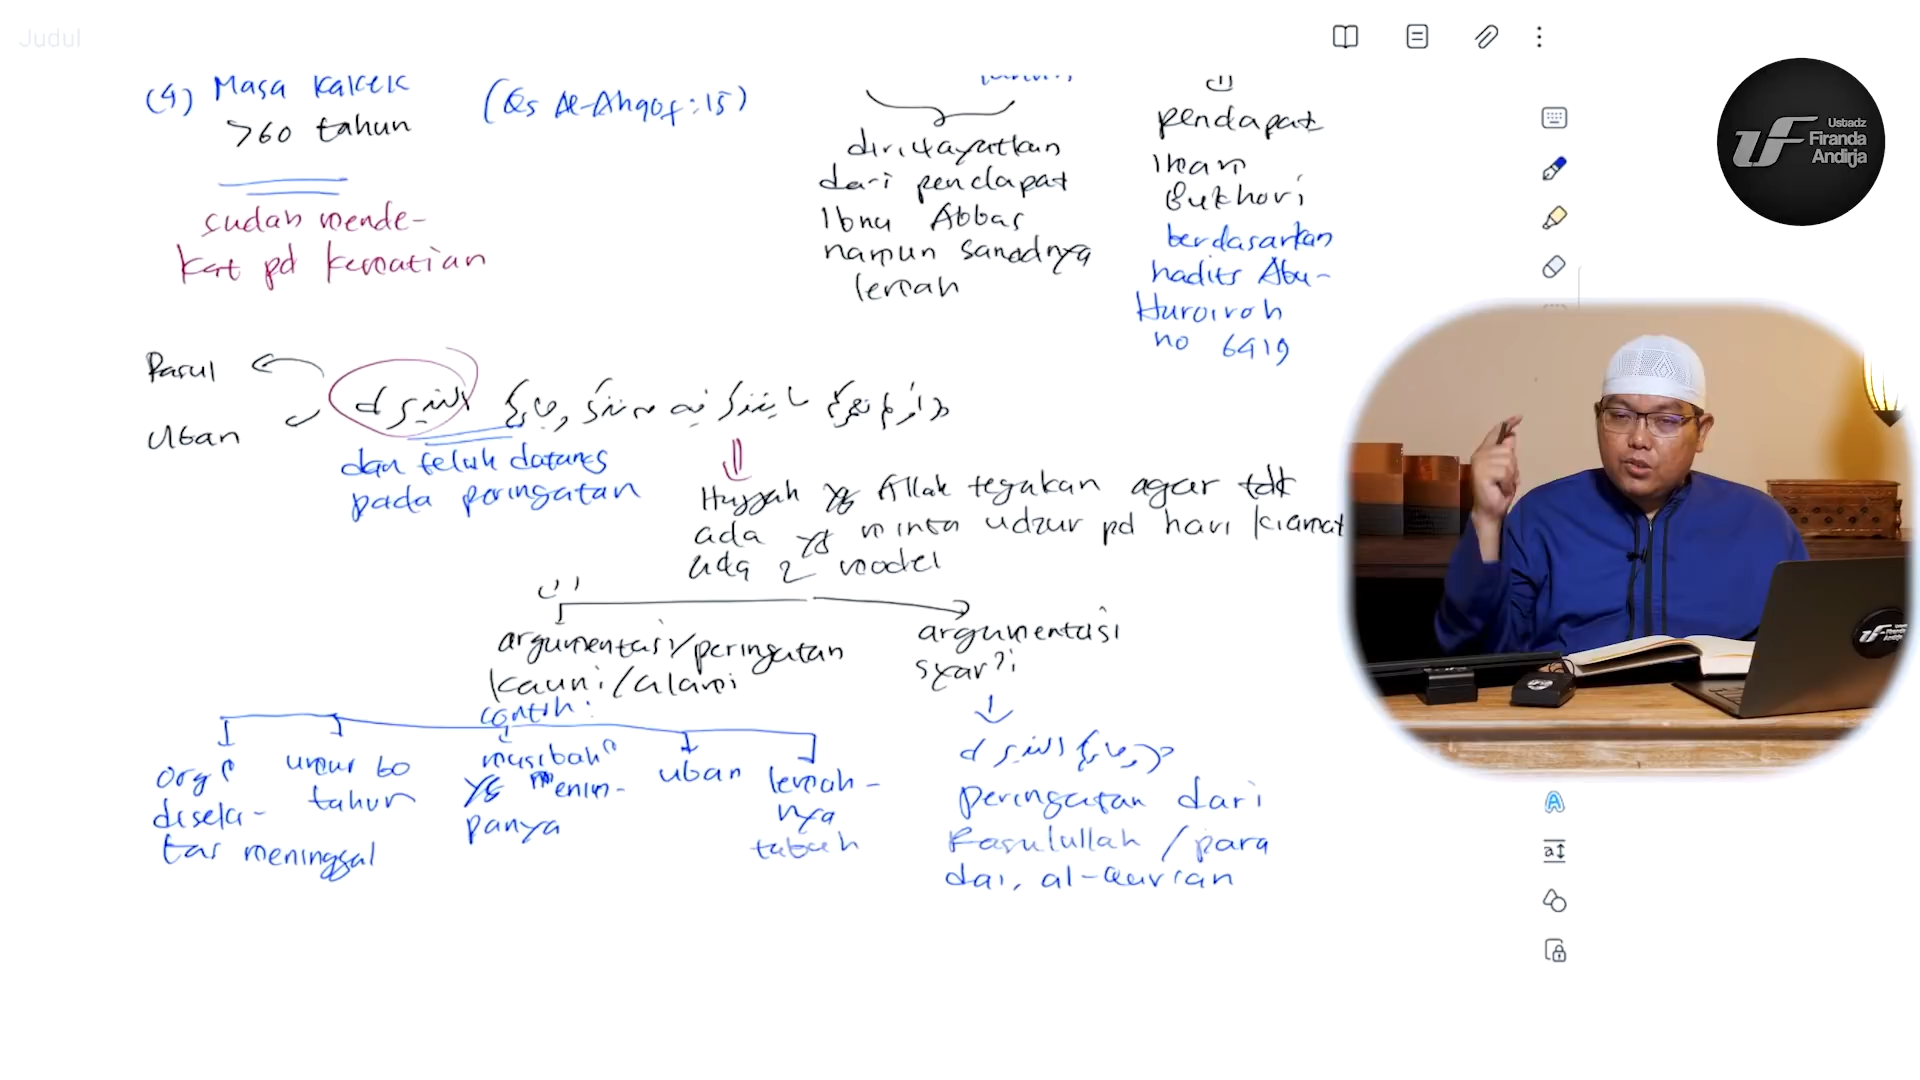 Judul
(4) Masa Kakek
>60 tahun
(Qs Al-Ahqof:15)
sudah mende-
kat pd kematian
diriwayatkan
dari pendapat
Ibnu Abbas
namun sanadnya
lemah
pendapat
Imam
Bukhori
berdasarkan
hadits Abu-
Huroiroh
no 6419
Rasul
Uban
النذير
dan telah datang
pada peringatan
Hujjah yg Allah tegakan agar tdk
ada yg minta udzur pd hari kiamat
ada 2 model
argumentasi/peringatan
kauni/alami
contoh:
argumentasi
syar'i
org²
diseki-
tar meninggal
umur 60
tahun
musibah²
yg menim-
panya
uban
lemah-
nya
tubuh
وجاءكم النذير
peringatan dari
Rasulullah / para
dai, al-Qur'an
Ustadz
Firanda
Andirja